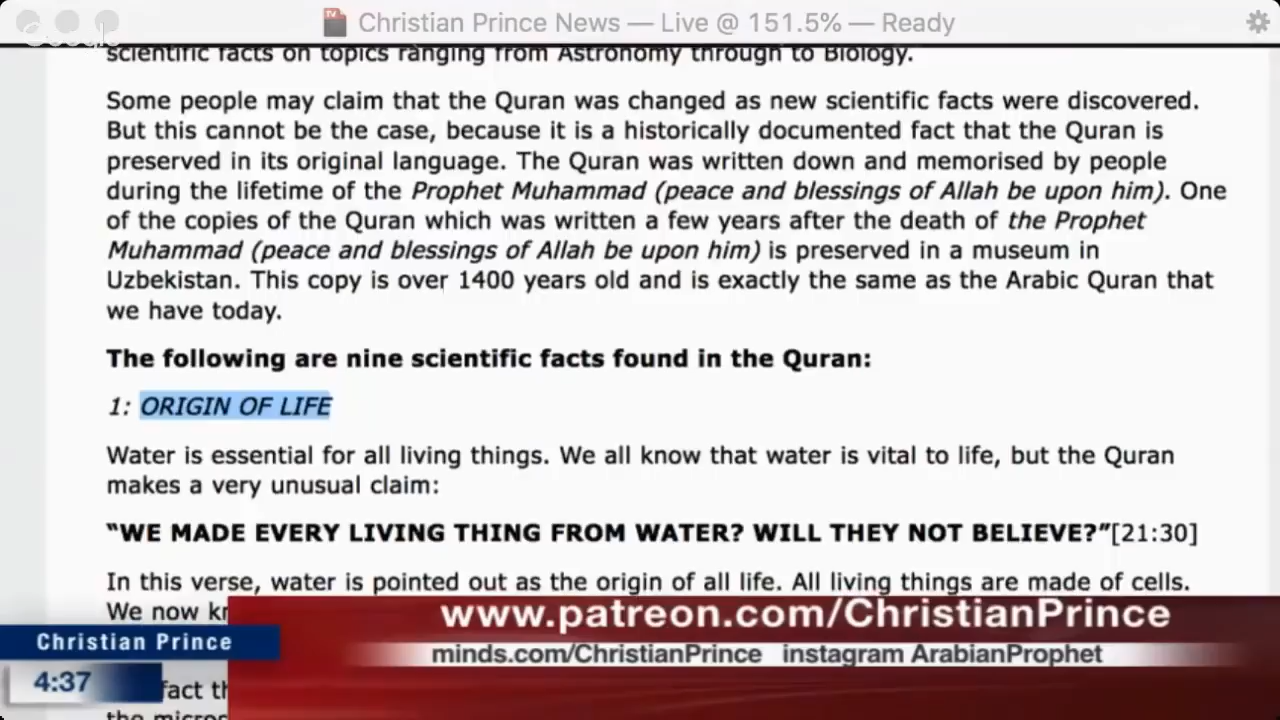 Christian Prince News — Live @ 151.5% — Ready
Google
scientific facts on topics ranging from Astronomy through to Biology.
Some people may claim that the Quran was changed as new scientific facts were discovered.
But this cannot be the case, because it is a historically documented fact that the Quran is
preserved in its original language. The Quran was written down and memorised by people
during the lifetime of the Prophet Muhammad (peace and blessings of Allah be upon him). One
of the copies of the Quran which was written a few years after the death of the Prophet
Muhammad (peace and blessings of Allah be upon him) is preserved in a museum in
Uzbekistan. This copy is over 1400 years old and is exactly the same as the Arabic Quran that
we have today.
The following are nine scientific facts found in the Quran:
1: ORIGIN OF LIFE
Water is essential for all living things. We all know that water is vital to life, but the Quran
makes a very unusual claim:
“WE MADE EVERY LIVING THING FROM WATER? WILL THEY NOT BELIEVE?”[21:30]
In this verse, water is pointed out as the origin of all life. All living things are made of cells.
We now
www.patreon.com/ChristianPrince
Christian Prince
minds.com/ChristianPrince instagram ArabianProphet
4:37
fact
the